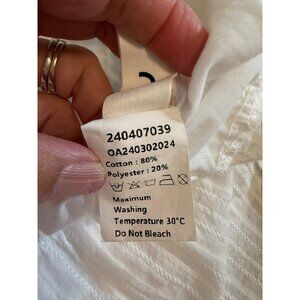 240407039
OA240302024
Cotton : 80%
Polyester : 20%
Maximum
Washing
Temperature 30°C
Do Not Bleach